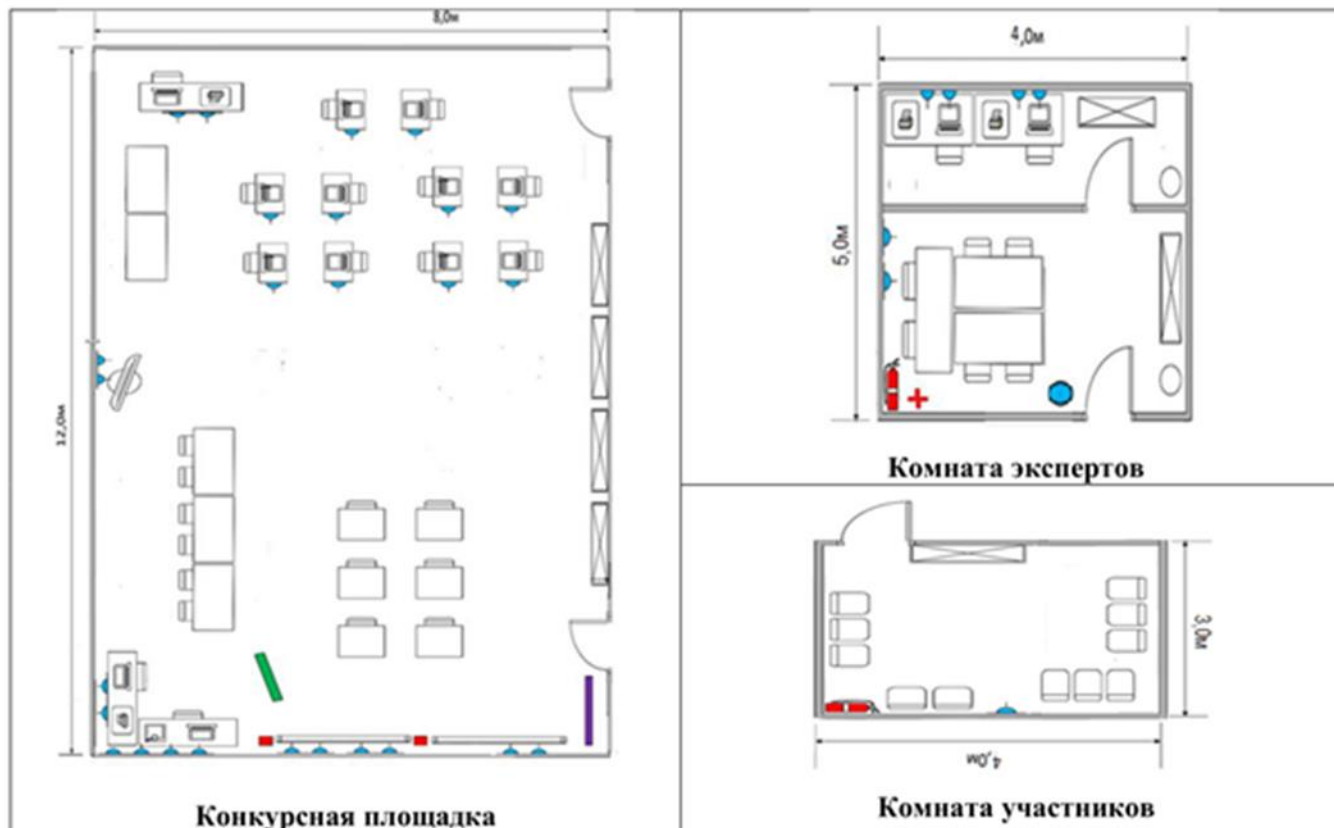 8,0м
12,0м
Конкурсная площадка
4,0м
5,0м
Комната экспертов
3,0м
4,0м
Комната участников